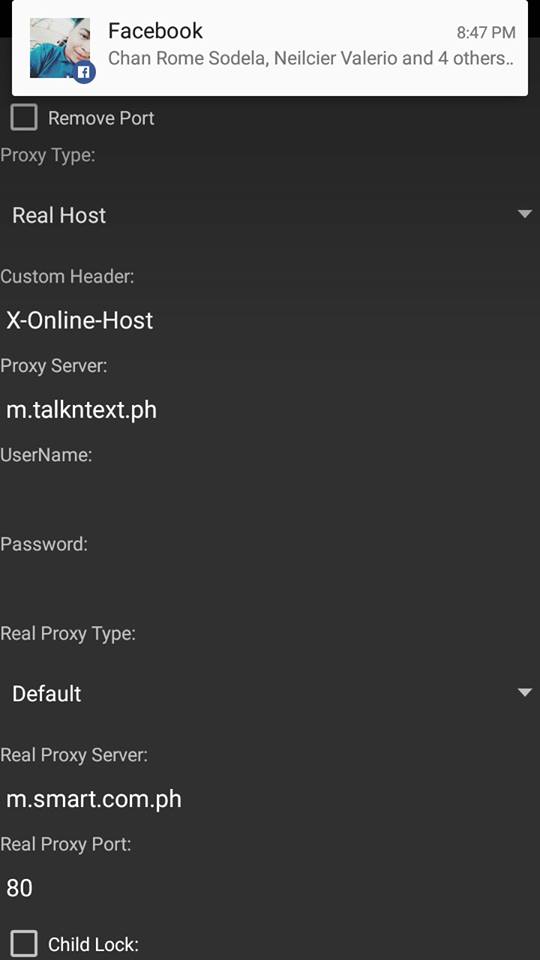 Facebook 8:47 PM
Chan Rome Sodela, Neilcier Valerio and 4 others..
Remove Port
Proxy Type:
Real Host
Custom Header:
X-Online-Host
Proxy Server:
m.talkntext.ph
UserName:
Password:
Real Proxy Type:
Default
Real Proxy Server:
m.smart.com.ph
Real Proxy Port:
80
Child Lock: